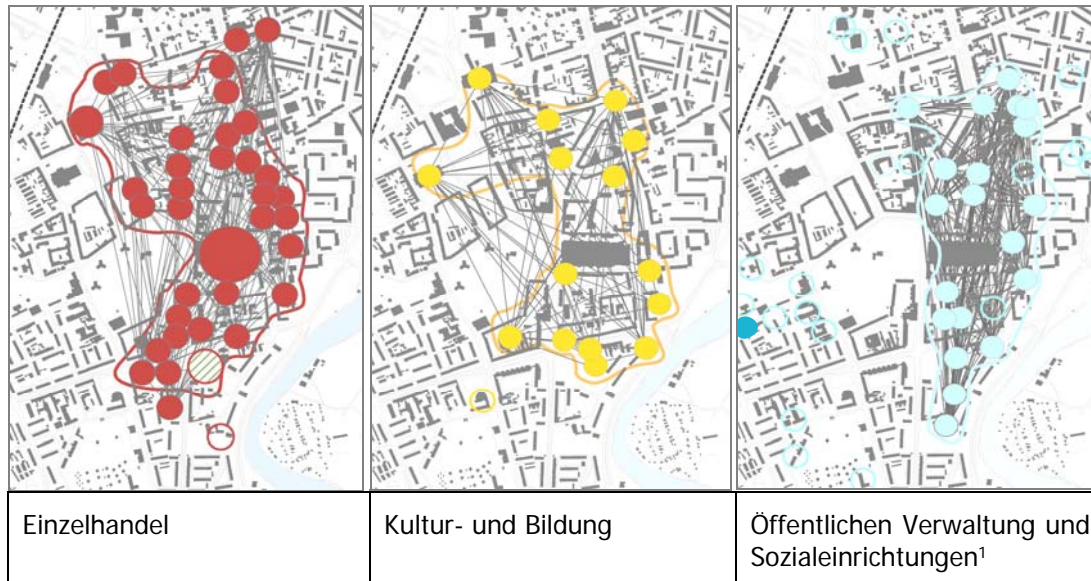 Einzelhandel
Kultur- und Bildung
Öffentlichen Verwaltung und
Sozialeinrichtungen¹